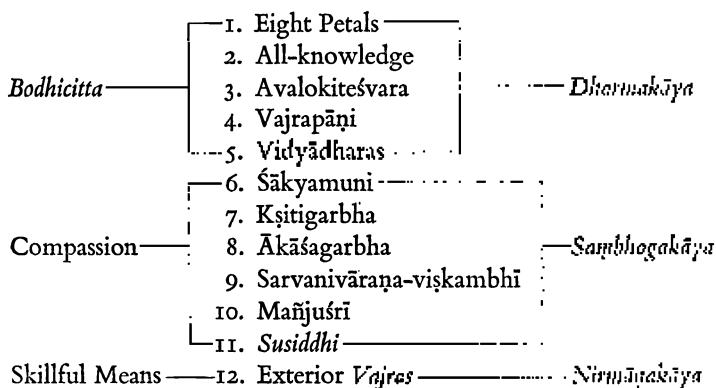 1. Eight Petals
2. All-knowledge
Bodhicitta 3. Avalokiteśvara Dharmakāya
4. Vajrapāṇi
5. Vidyādharas
6. Śākyamuni
7. Kṣitigarbha
Compassion 8. Ākāśagarbha Saṃbhogakāya
9. Sarvanivāraṇa-viṣkambhī
10. Mañjuśrī
11. Susiddhi
Skillful Means 12. Exterior Vajras Nirmāṇakāya